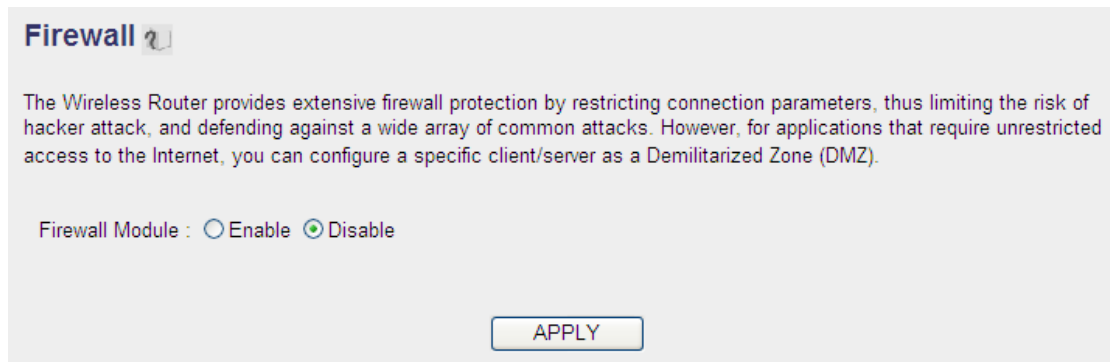 Firewall
The Wireless Router provides extensive firewall protection by restricting connection parameters, thus limiting the risk of
hacker attack, and defending against a wide array of common attacks. However, for applications that require unrestricted
access to the Internet, you can configure a specific client/server as a Demilitarized Zone (DMZ).
Firewall Module : Enable Disable
APPLY